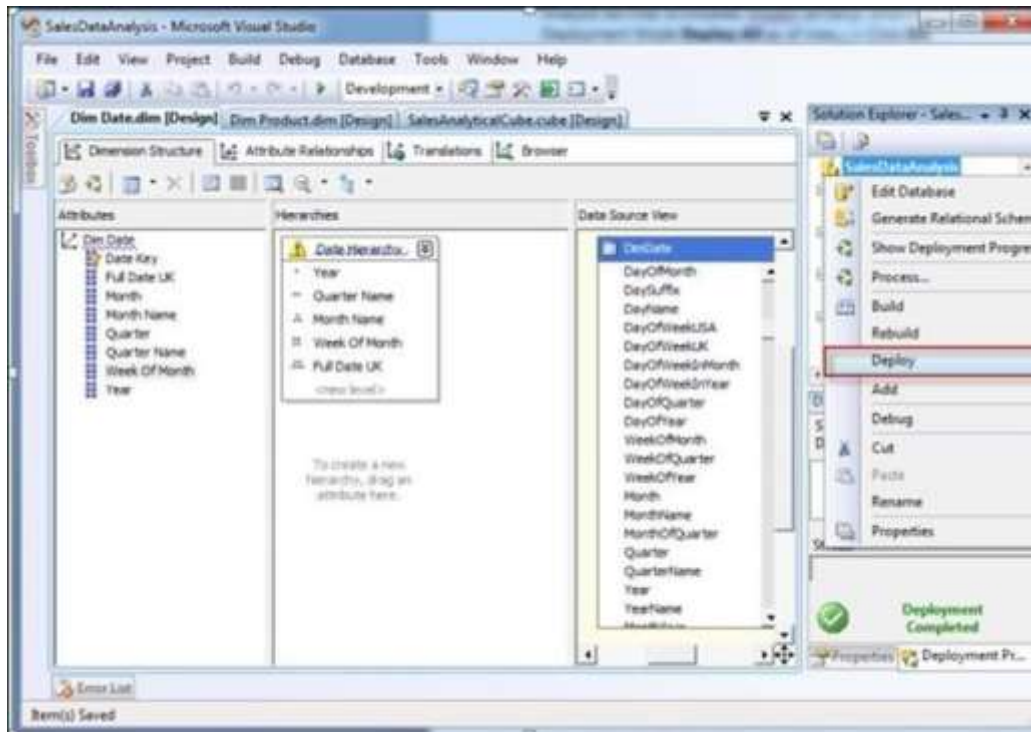 SalesDataAnalysis - Microsoft Visual Studio
File Edit View Project Build Debug Database Tools Window Help
Development
Dim Date.dim [Design] Dim Product.dim [Design] SalesAnalyticalCube.cube [Design]
Solution Explorer - Sales...
Toolbox
Dimension Structure Attribute Relationships Translations Browser
SalesDataAnalysis
Attributes
Dim Date
Date Key
Full Date UK
Month
Month Name
Quarter
Quarter Name
Week Of Month
Year
Hierarchies
Date Hierarchy..
Year
Quarter Name
Month Name
Week Of Month
Full Date UK
<new level>
To create a new
hierarchy, drag an
attribute here.
Data Source View
DimDate
DayOfMonth
DaySuffix
DayName
DayOfWeekUSA
DayOfWeekUK
DayOfWeekInMonth
DayOfWeekInYear
DayOfQuarter
DayOfYear
WeekOfMonth
WeekOfQuarter
WeekOfYear
Month
MonthName
MonthOfQuarter
Quarter
QuarterName
Year
YearName
Edit Database
Generate Relational Schem
Show Deployment Progre
Process...
Build
Rebuild
Deploy
Add
Debug
Cut
Paste
Rename
Properties
Deployment
Completed
Properties Deployment Pr...
Error List
Item(s) Saved